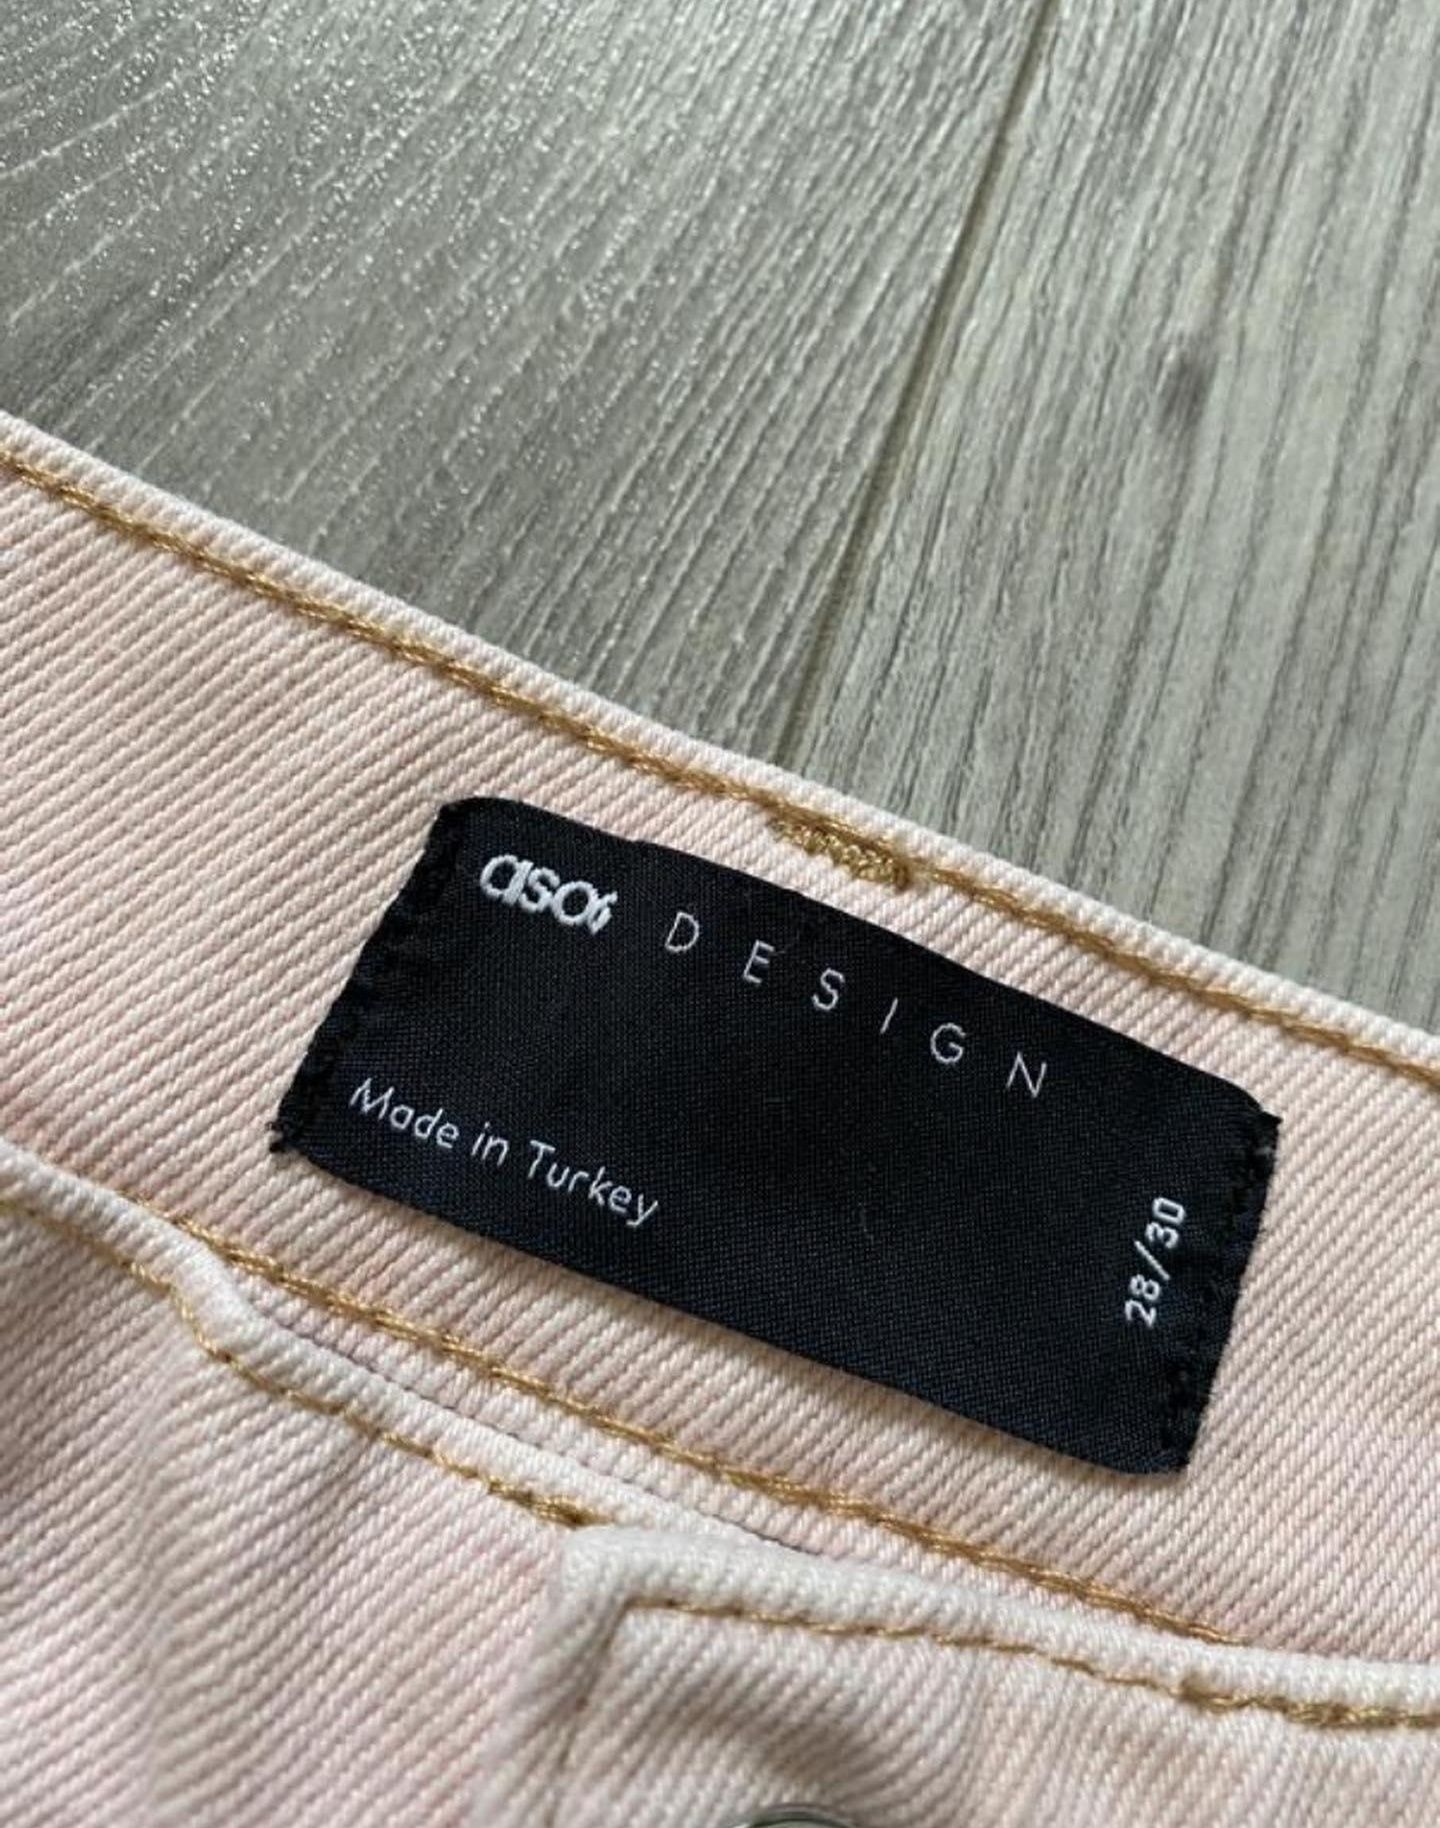 asos DESIGN
Made in Turkey
28/30